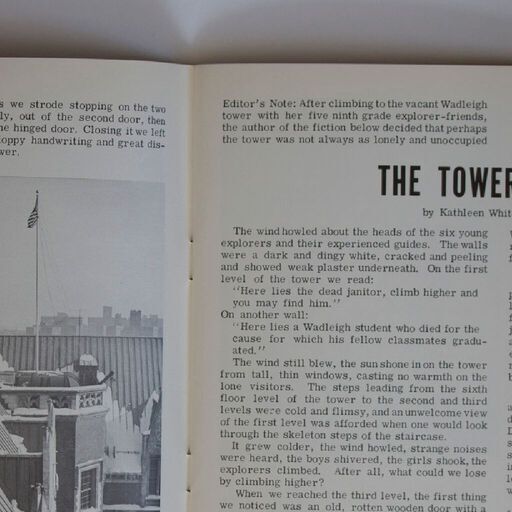 s we strode stopping on the two
ly, out of the second door, then
he hinged door. Closing it we left
loppy handwriting and great dis-
wer.
Editor's Note: After climbing to the vacant Wadleigh
tower with her five ninth grade explorer-friends,
the author of the fiction below decided that perhaps
the tower was not always as lonely and unoccupied
THE TOWER
by Kathleen Whit
The wind howled about the heads of the six young
explorers and their experienced guides. The walls
were a dark and dingy white, cracked and peeling
and showed weak plaster underneath. On the first
level of the tower we read:
"Here lies the dead janitor, climb higher and
you may find him."
On another wall:
"Here lies a Wadleigh student who died for the
cause for which his fellow classmates gradu-
ated."
The wind still blew, the sun shone in on the tower
from tall, thin windows, casting no warmth on the
lone visitors. The steps leading from the sixth
floor level of the tower to the second and third
levels were cold and flimsy, and an unwelcome view
of the first level was afforded when one would look
through the skeleton steps of the staircase.
It grew colder, the wind howled, strange noises
were heard, the boys shivered, the girls shook, the
explorers climbed. After all, what could we lose
by climbing higher?
When we reached the third level, the first thing
we noticed was an old, rotten wooden door with a